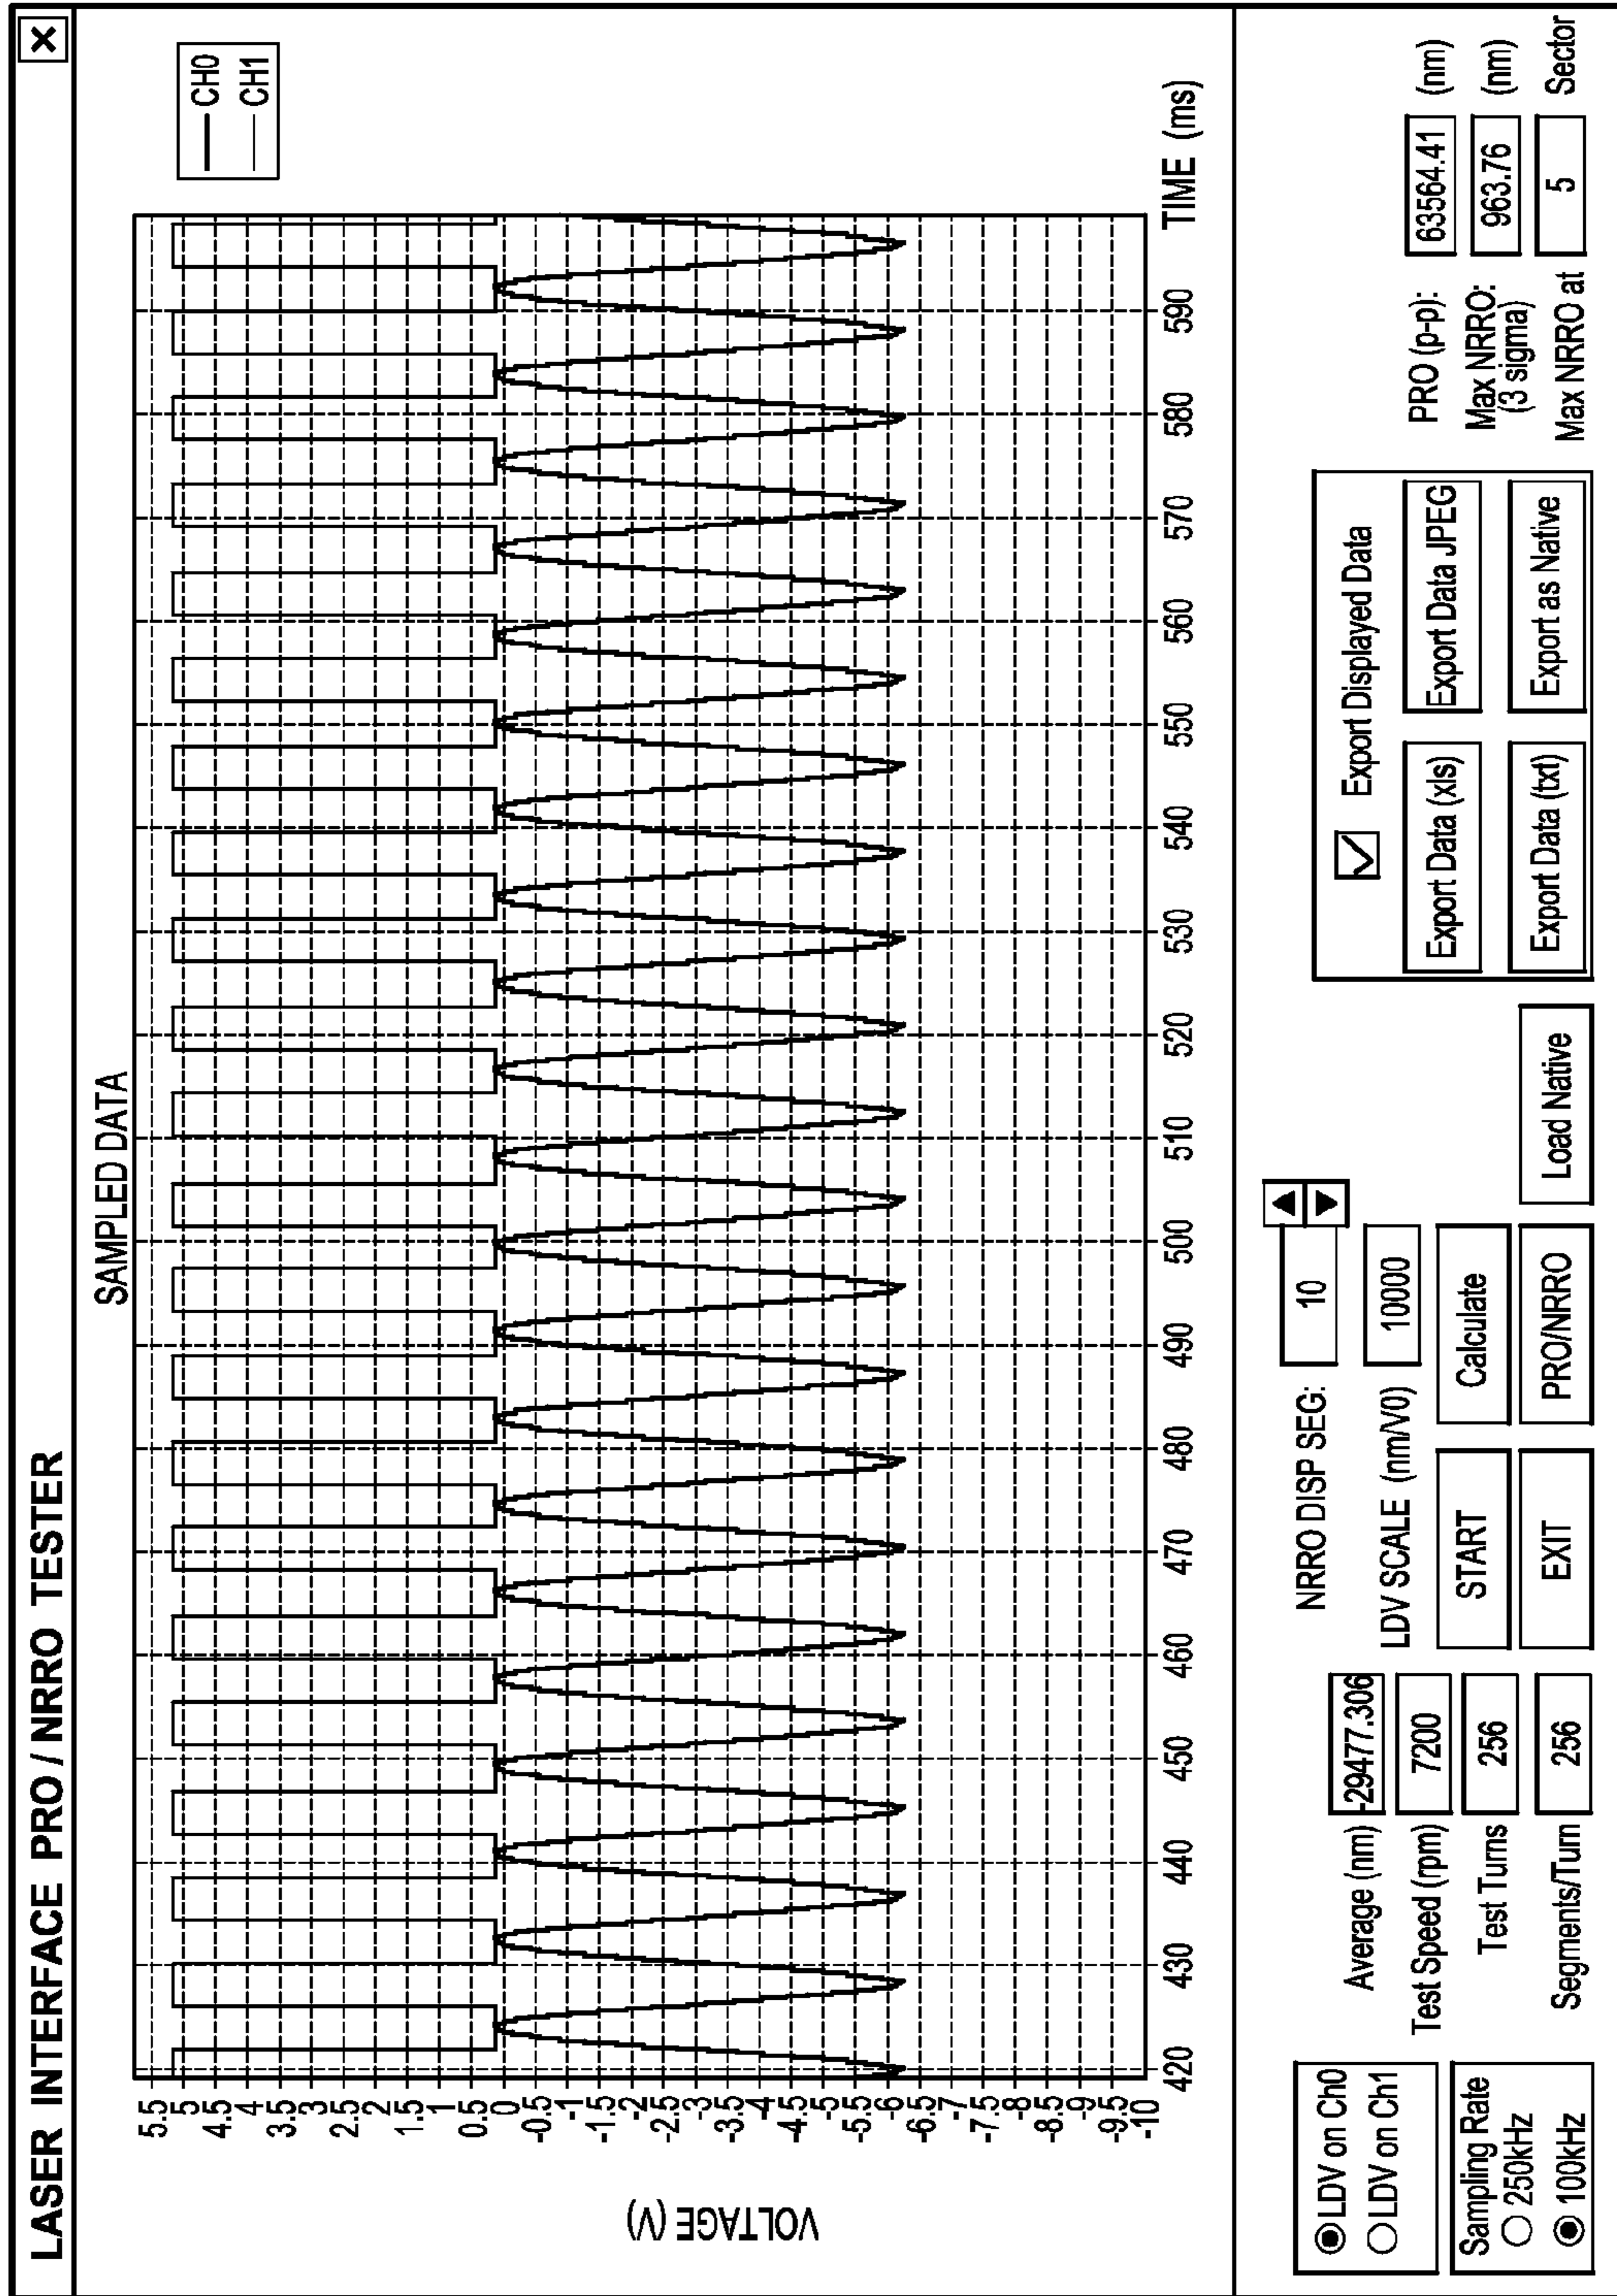 LASER INTERFACE PRO / NRRO TESTER
X
SAMPLED DATA
CH0
CH1
VOLTAGE (V)
5.5
5
4.5
4
3.5
3
2.5
2
1.5
1
0.5
0
-0.5
-1
-1.5
-2
-2.5
-3
-3.5
-4
-4.5
-5
-5.5
-6
-6.5
-7
-7.5
-8
-8.5
-9
-9.5
-10
420 430 440 450 460 470 480 490 500 510 520 530 540 550 560 570 580 590
TIME (ms)
LDV on Ch0
LDV on Ch1
Sampling Rate
250kHz
100kHz
Average (nm) -29477.306
Test Speed (rpm) 7200
Test Turns 256
Segments/Turn 256
NRRO DISP SEG: 10
LDV SCALE (nm/V0) 10000
START
Calculate
EXIT
PRO/NRRO
Load Native
Export Displayed Data
Export Data (xls)
Export Data JPEG
Export Data (txt)
Export as Native
PRO (p-p): 63564.41 (nm)
Max NRRO: 963.76 (nm)
(3 sigma)
Max NRRO at 5 Sector